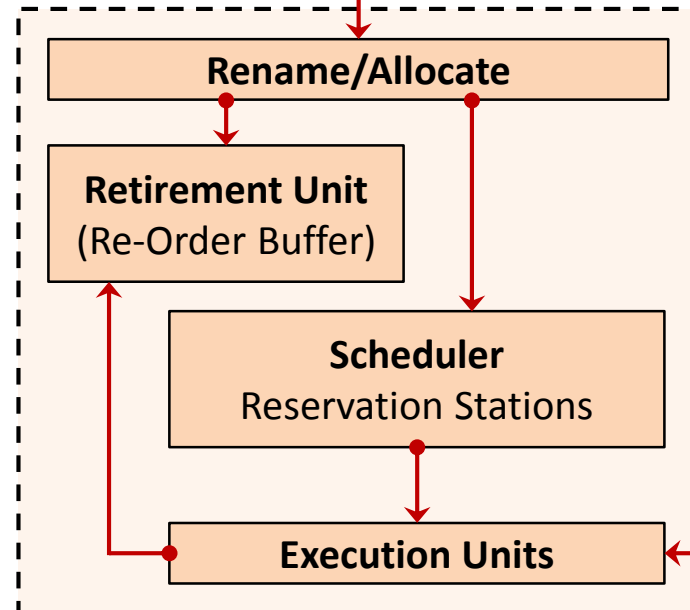 Rename/Allocate
Retirement Unit
(Re-Order Buffer)
Scheduler
Reservation Stations
Execution Units